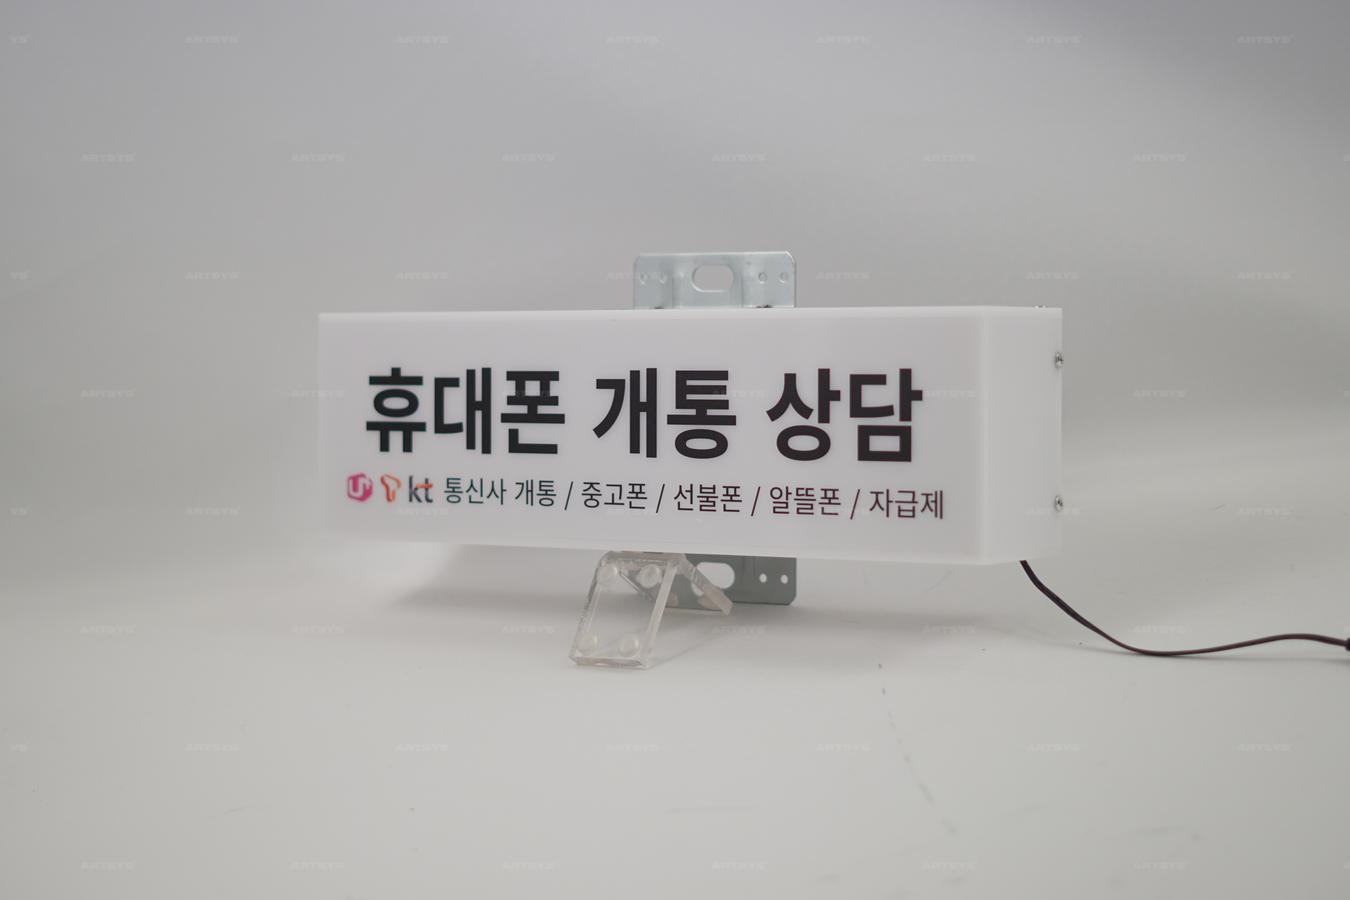 휴대폰 개통 상담
U+ T kt 통신사 개통 / 중고폰 / 선불폰 / 알뜰폰 / 자급제
ARTSYS